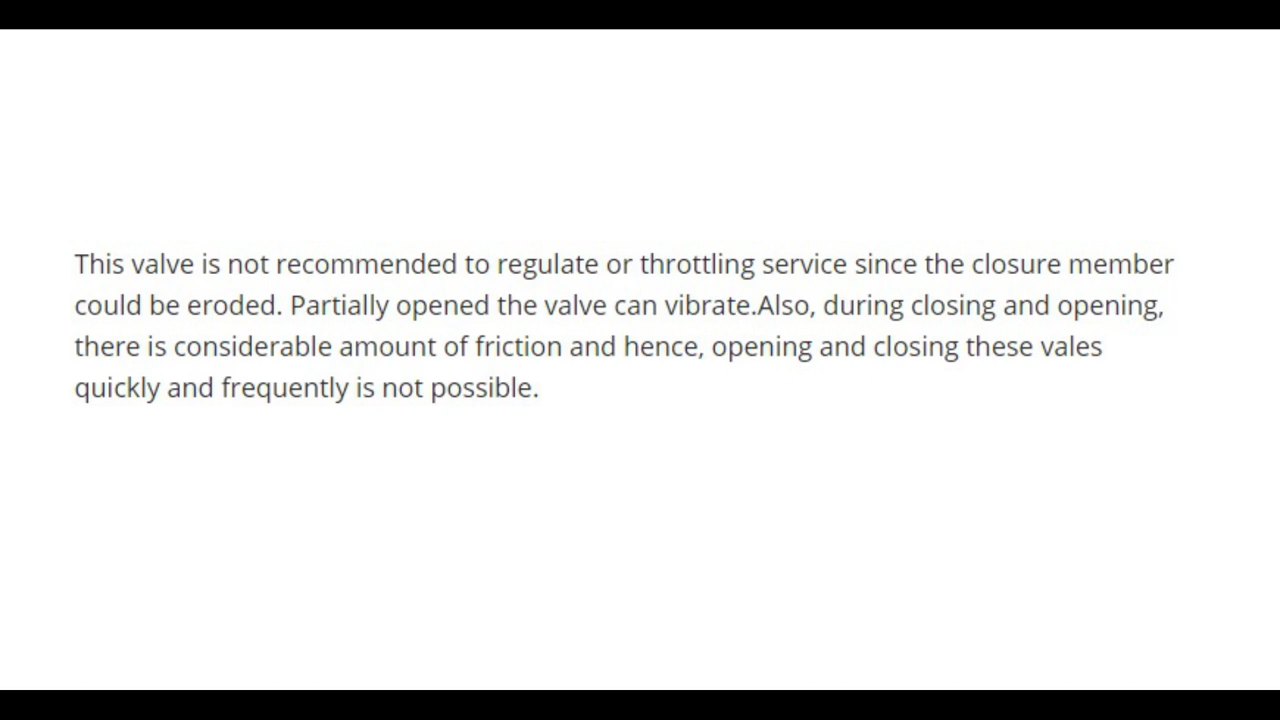 This valve is not recommended to regulate or throttling service since the closure member
could be eroded. Partially opened the valve can vibrate.Also, during closing and opening,
there is considerable amount of friction and hence, opening and closing these vales
quickly and frequently is not possible.